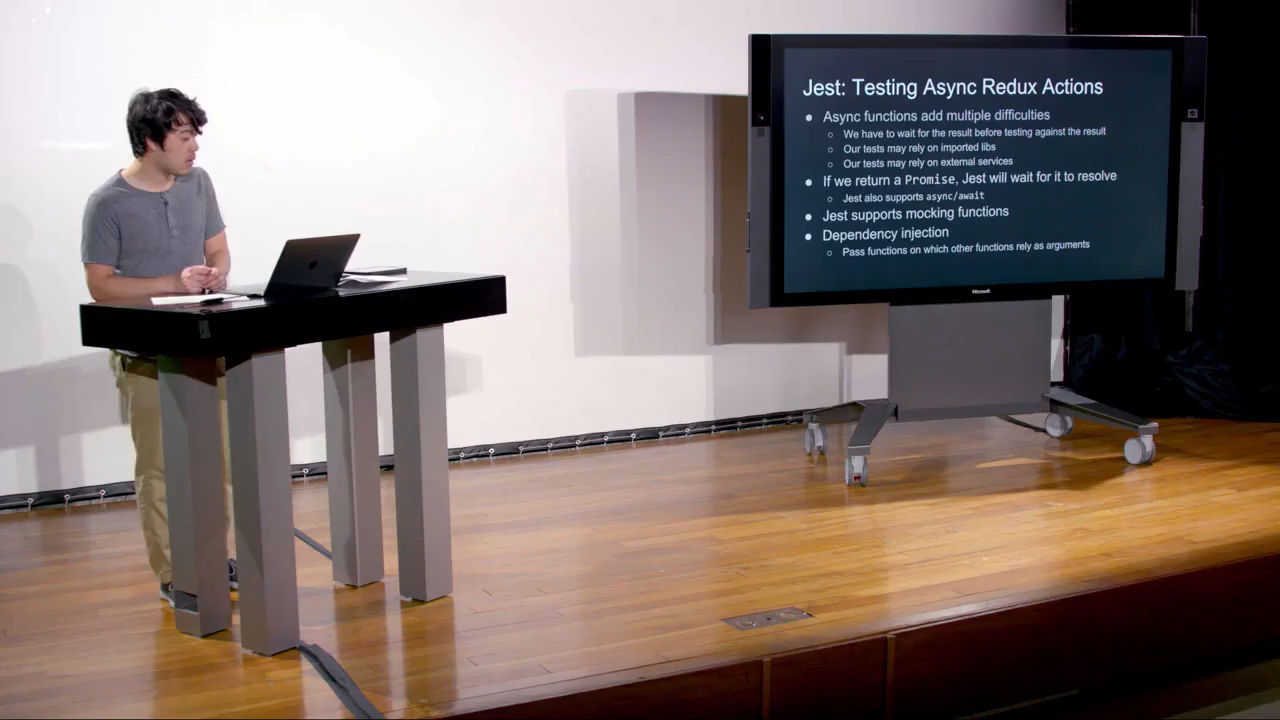 Jest: Testing Async Redux Actions
● Async functions add multiple difficulties
○ We have to wait for the result before testing against the result
○ Our tests may rely on imported libs
○ Our tests may rely on external services
● If we return a Promise, Jest will wait for it to resolve
○ Jest also supports async/await
● Jest supports mocking functions
● Dependency injection
○ Pass functions on which other functions rely as arguments
Microsoft